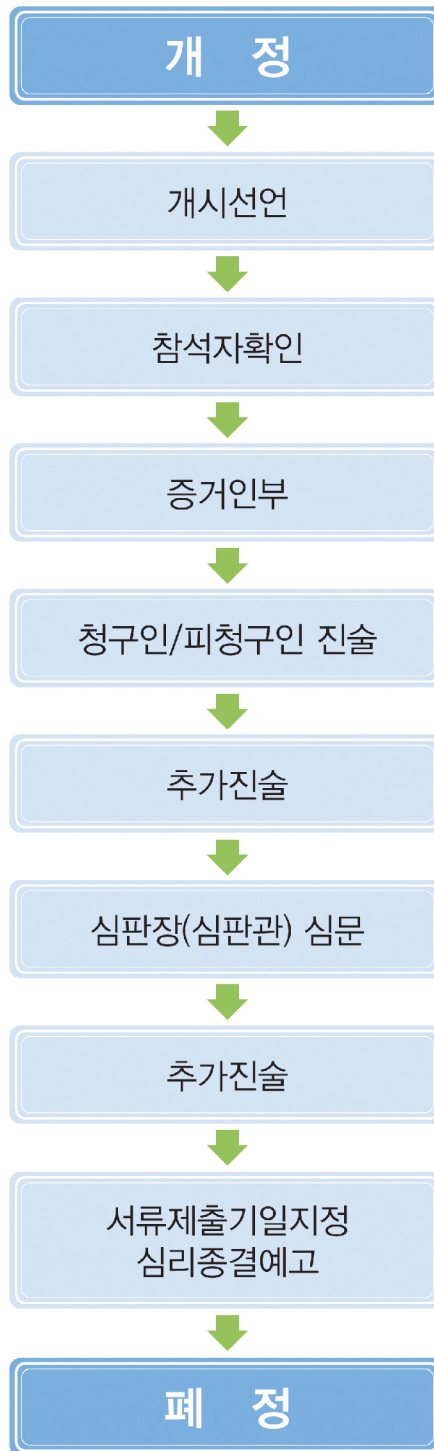 개 정
개시선언
참석자확인
증거인부
청구인/피청구인 진술
추가진술
심판장(심판관) 심문
추가진술
서류제출기일지정
심리종결예고
폐 정